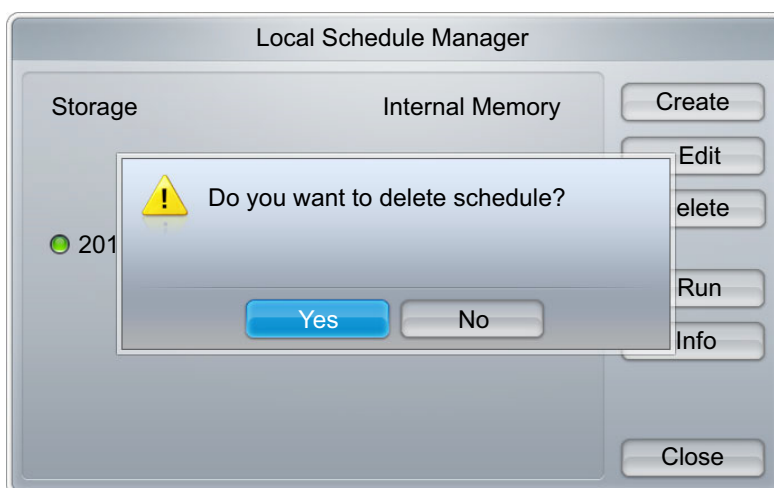 Local Schedule Manager
Storage Internal Memory
Create
Edit
Do you want to delete schedule?
elete
201
Run
Yes No
Info
Close